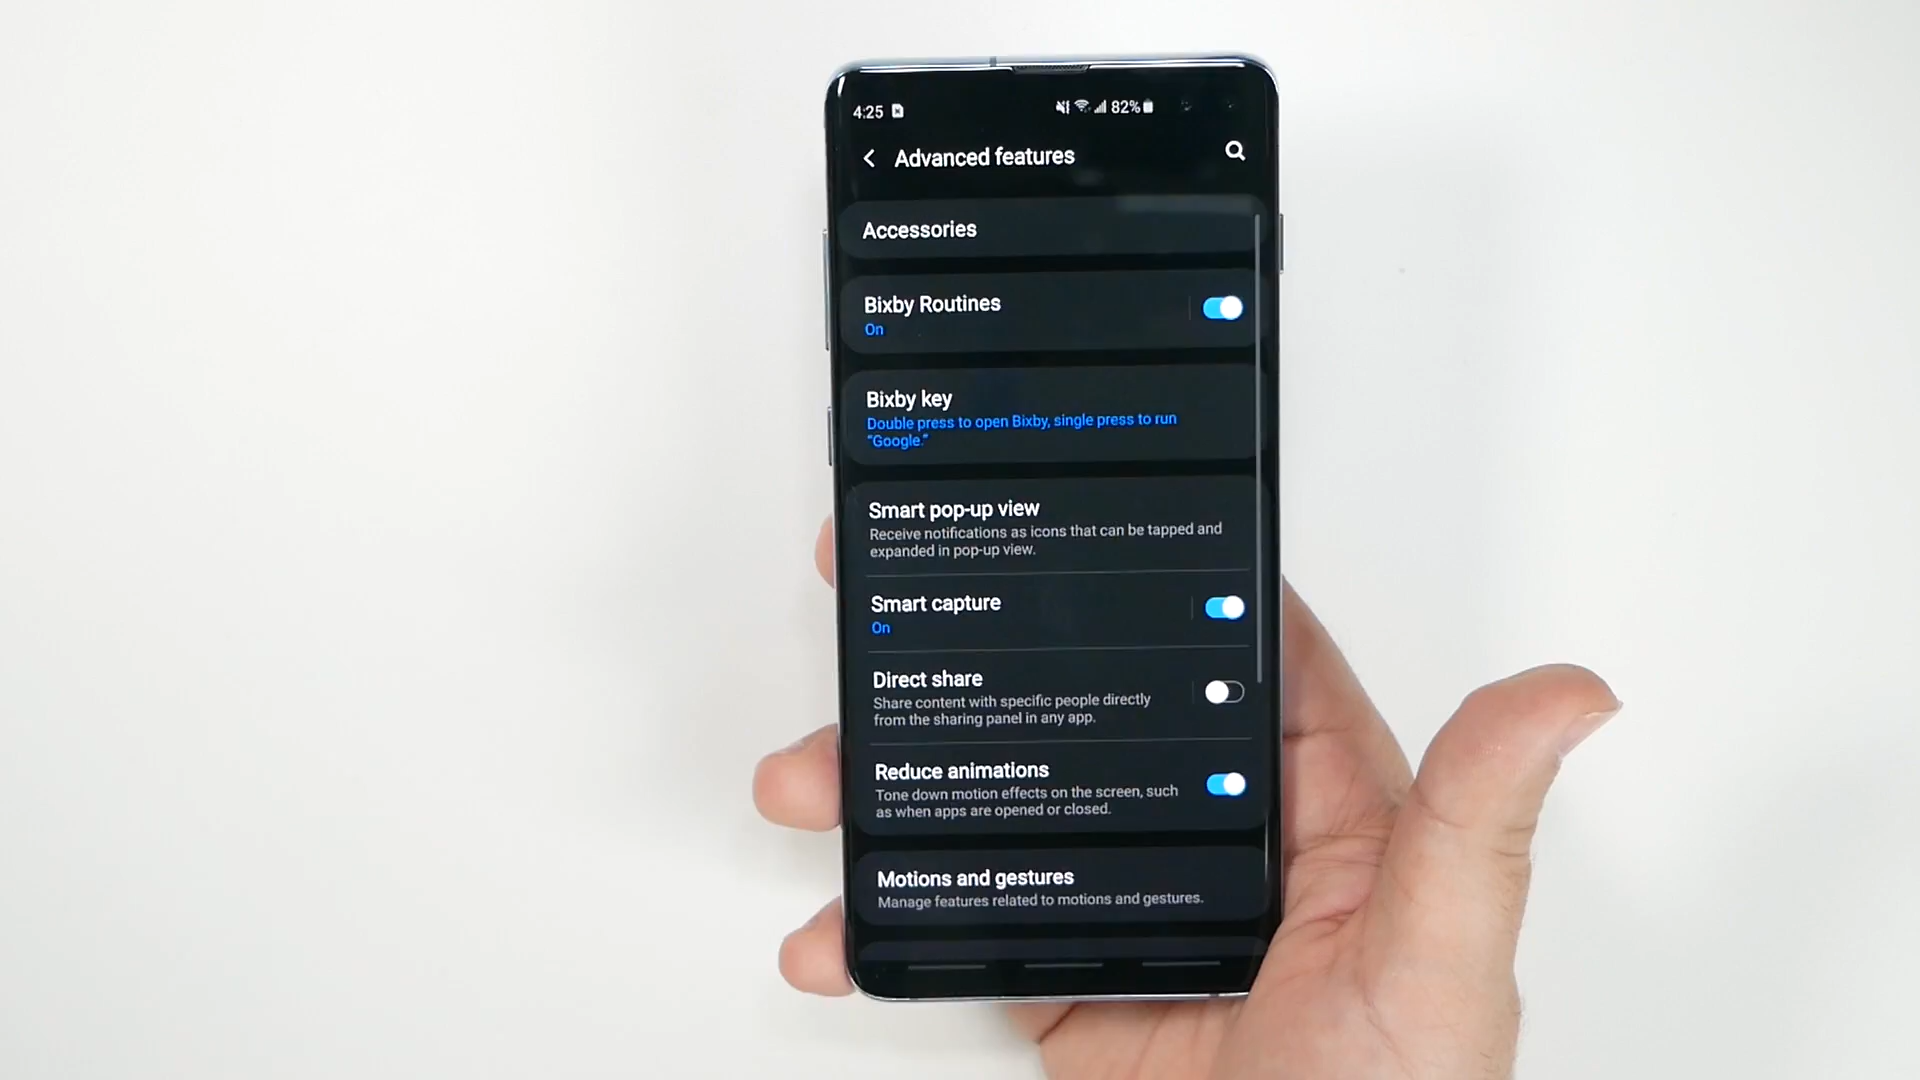 4:25 82%
Advanced features
Accessories
Bixby Routines
On
Bixby key
Double press to open Bixby, single press to run
“Google.”
Smart pop-up view
Receive notifications as icons that can be tapped and
expanded in pop-up view.
Smart capture
On
Direct share
Share content with specific people directly
from the sharing panel in any app.
Reduce animations
Tone down motion effects on the screen, such
as when apps are opened or closed.
Motions and gestures
Manage features related to motions and gestures.